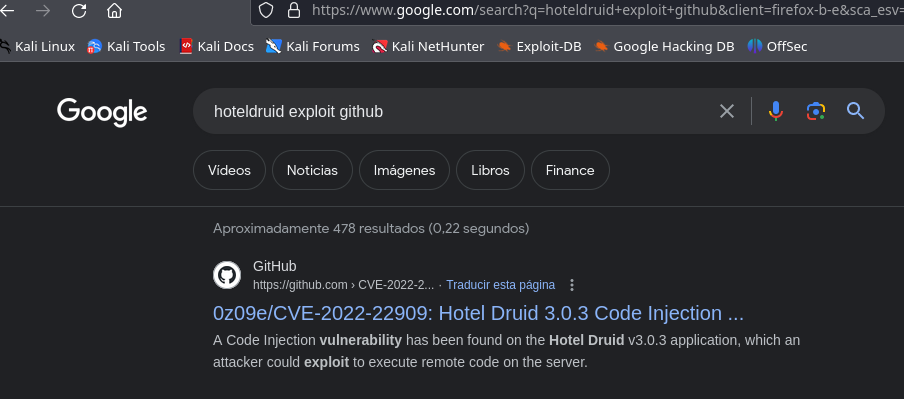 https://www.google.com/search?q=hoteldruid+exploit+github&client=firefox-b-e&sca_esv=
Kali Linux Kali Tools Kali Docs Kali Forums Kali NetHunter Exploit-DB Google Hacking DB OffSec
Google hoteldruid exploit github
Vídeos Noticias Imágenes Libros Finance
Aproximadamente 478 resultados (0,22 segundos)
GitHub
https://github.com › CVE-2022-2... · Traducir esta página
0z09e/CVE-2022-22909: Hotel Druid 3.0.3 Code Injection ...
A Code Injection vulnerability has been found on the Hotel Druid v3.0.3 application, which an
attacker could exploit to execute remote code on the server.